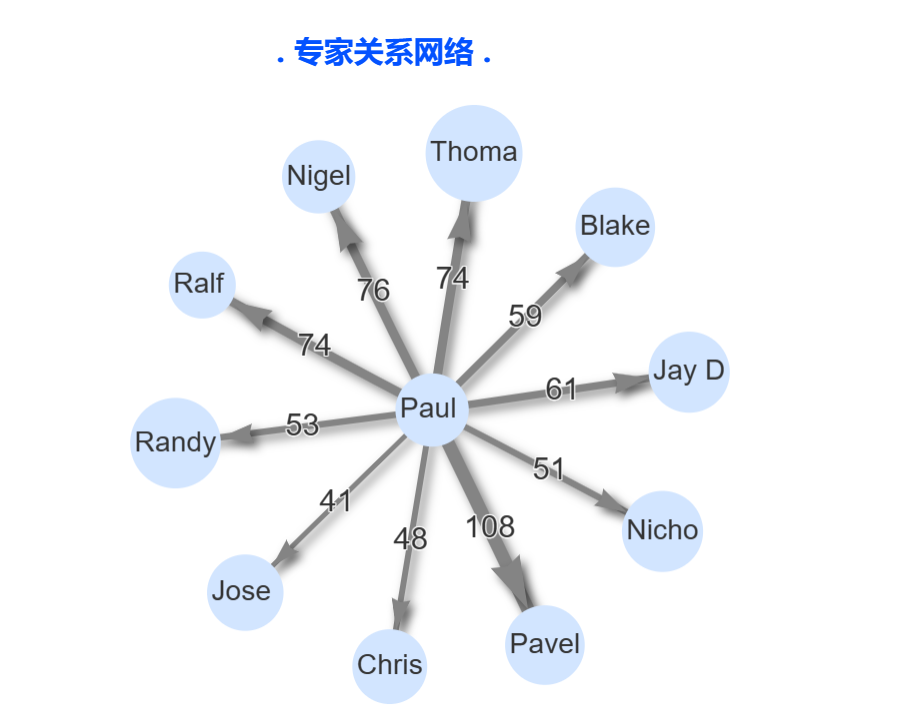 . 专家关系网络 .
Thoma
Nigel
Blake
Ralf
74
76
59
74
Jay D
61
Paul
53
Randy
51
41
108
48
Nicho
Jose
Pavel
Chris